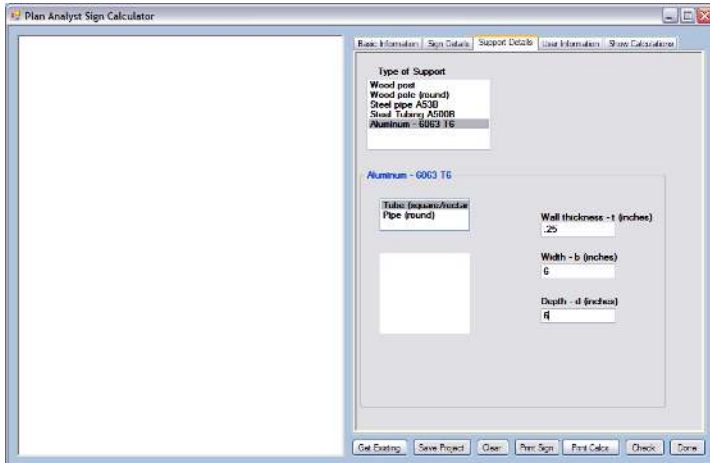 Plan Analyst Sign Calculator
Basic Information Sign Details Support Details User Information Show Calculations
Type of Support
Wood post
Wood pole (round)
Steel pipe A53B
Steel Tubing A500B
Aluminum - 6063 T6
Aluminum - 6063 T6
Tube (square/rectar
Pipe (round)
Wall thickness - t (inches)
.25
Width - b (inches)
6
Depth - d (inches)
6
Get Existing Save Project Clear Print Sign Print Calcs Check Done